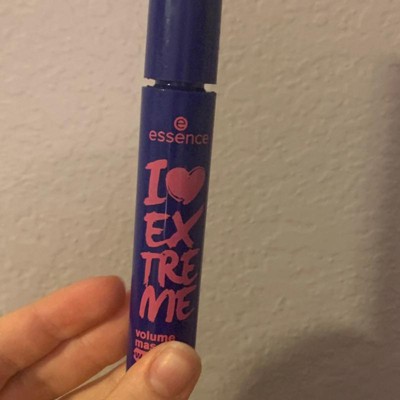 essence
I ♥
EX
TRE
ME
volume